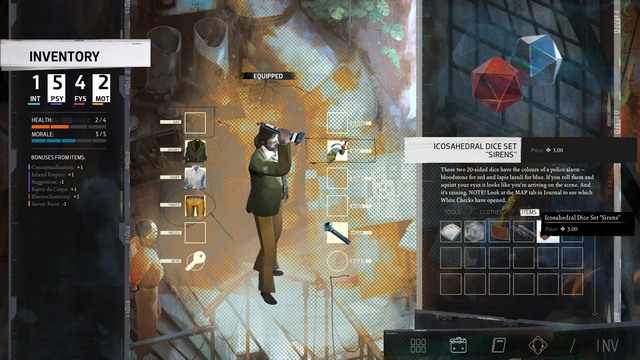 INVENTORY
1 5 4 2
INT PSY FYS MOT
HEALTH: 2/4
MORALE: 3/5
BONUSES FROM ITEMS:
Conceptualization: +1
Inland Empire: +1
Suggestion: -1
Esprit de Corps: +1
Electrochemistry: +1
Savoir Faire: -1
EQUIPPED
ICOSAHEDRAL DICE SET
"SIRENS"
Price: 3.00
These two 20-sided dice have the colours of a police alarm –
bloodstone for red and lapis lazuli for blue. If you roll them and
squint your eyes it looks like you're arriving on the scene. And
it's raining. NOTE! Look at the MAP tab in Journal to see which
White Checks have opened.
TOOLS CLOTHES ITEMS
Icosahedral Dice Set "Sirens"
Price: 3.00
/ INV